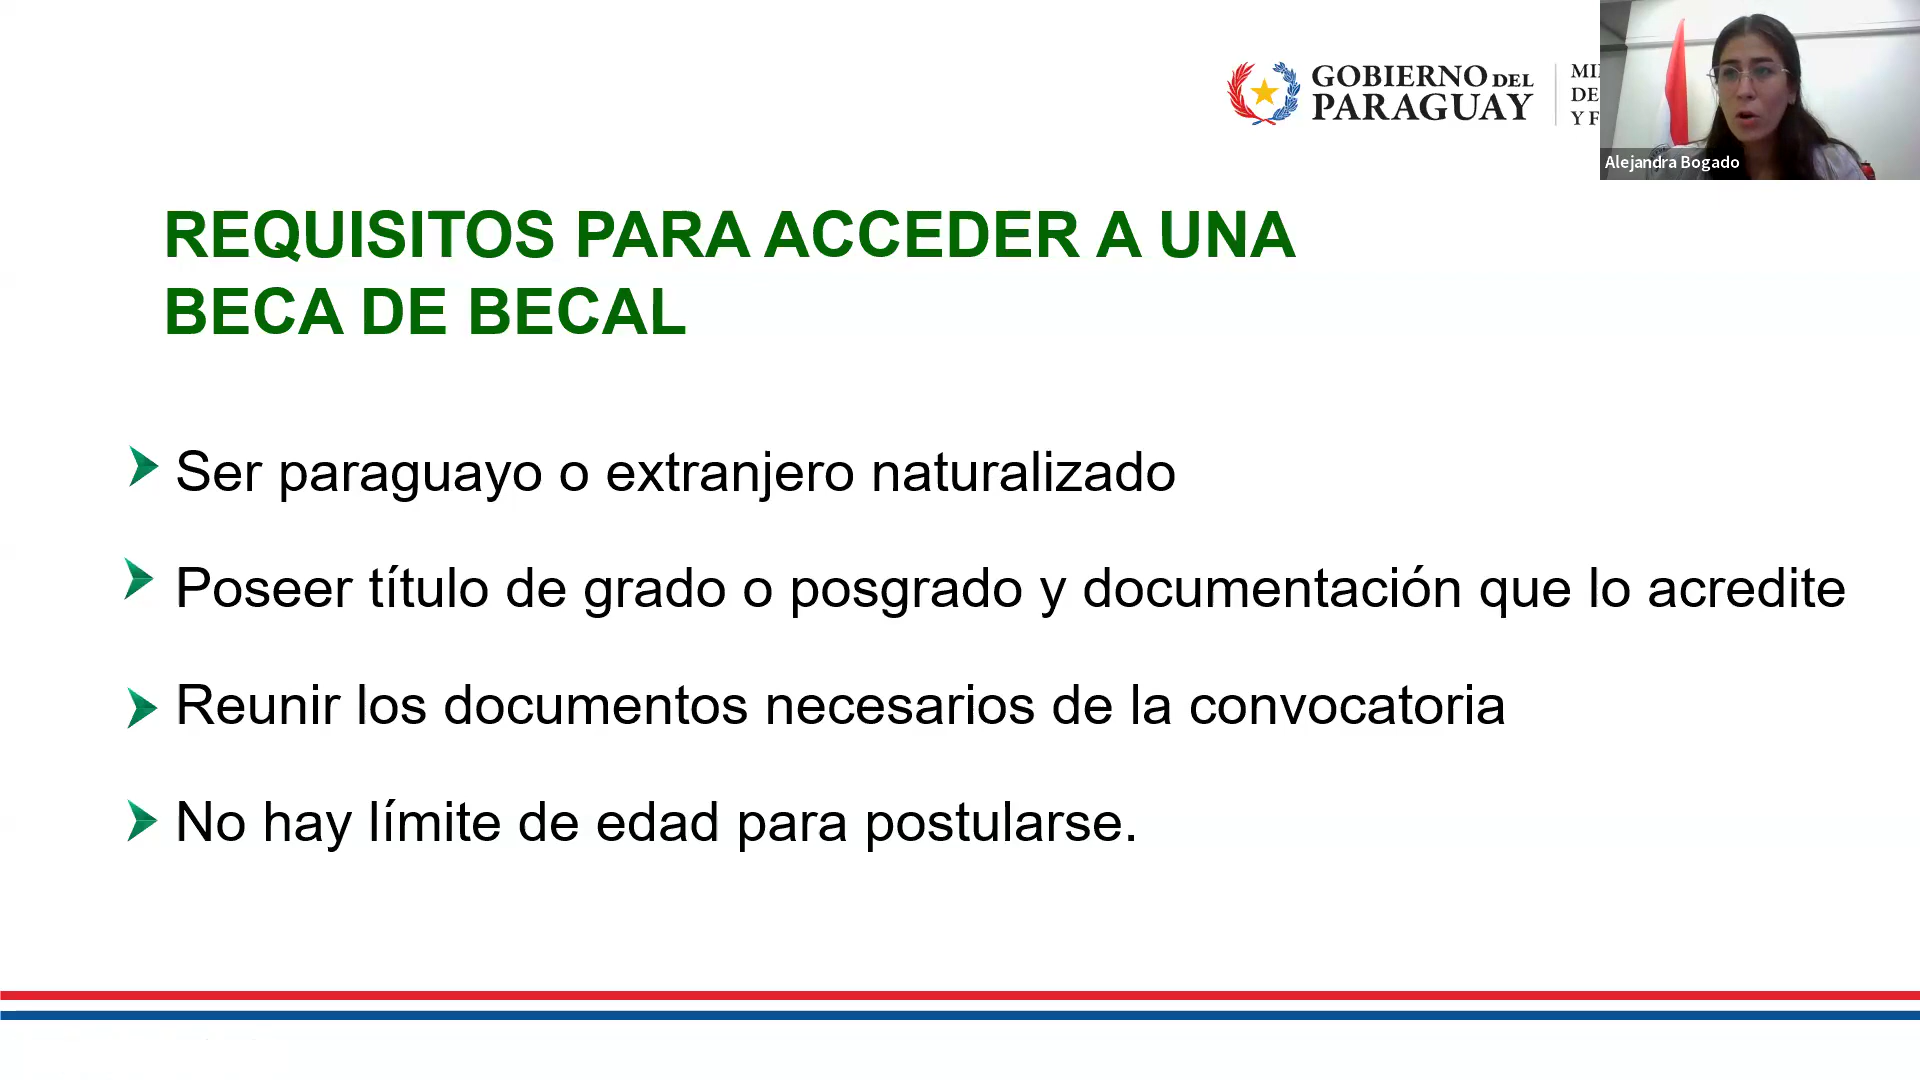 GOBIERNO DEL
PARAGUAY
DE
Alejandra Bogado
REQUISITOS PARA ACCEDER A UNA
BECA DE BECAL
Ser paraguayo o extranjero naturalizado
Poseer título de grado o posgrado y documentación que lo acredite
Reunir los documentos necesarios de la convocatoria
No hay límite de edad para postularse.